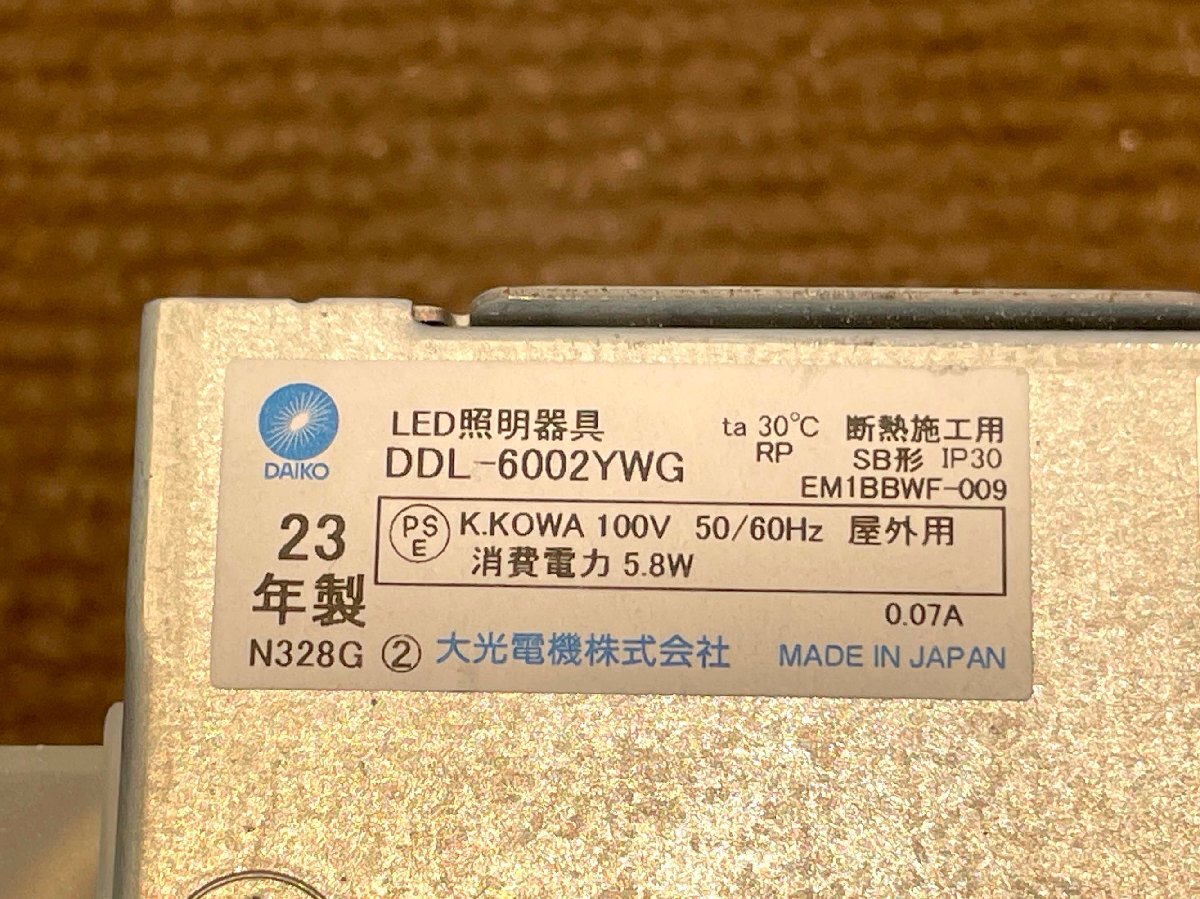 DAIKO
LED照明器具
DDL-6002YWG
ta 30℃ 断熱施工用
RP SB形 IP30
EM1BBWF-009
23
年製
PSE K.KOWA 100V 50/60Hz 屋外用
消費電力 5.8W
0.07A
N328G ② 大光電機株式会社 MADE IN JAPAN